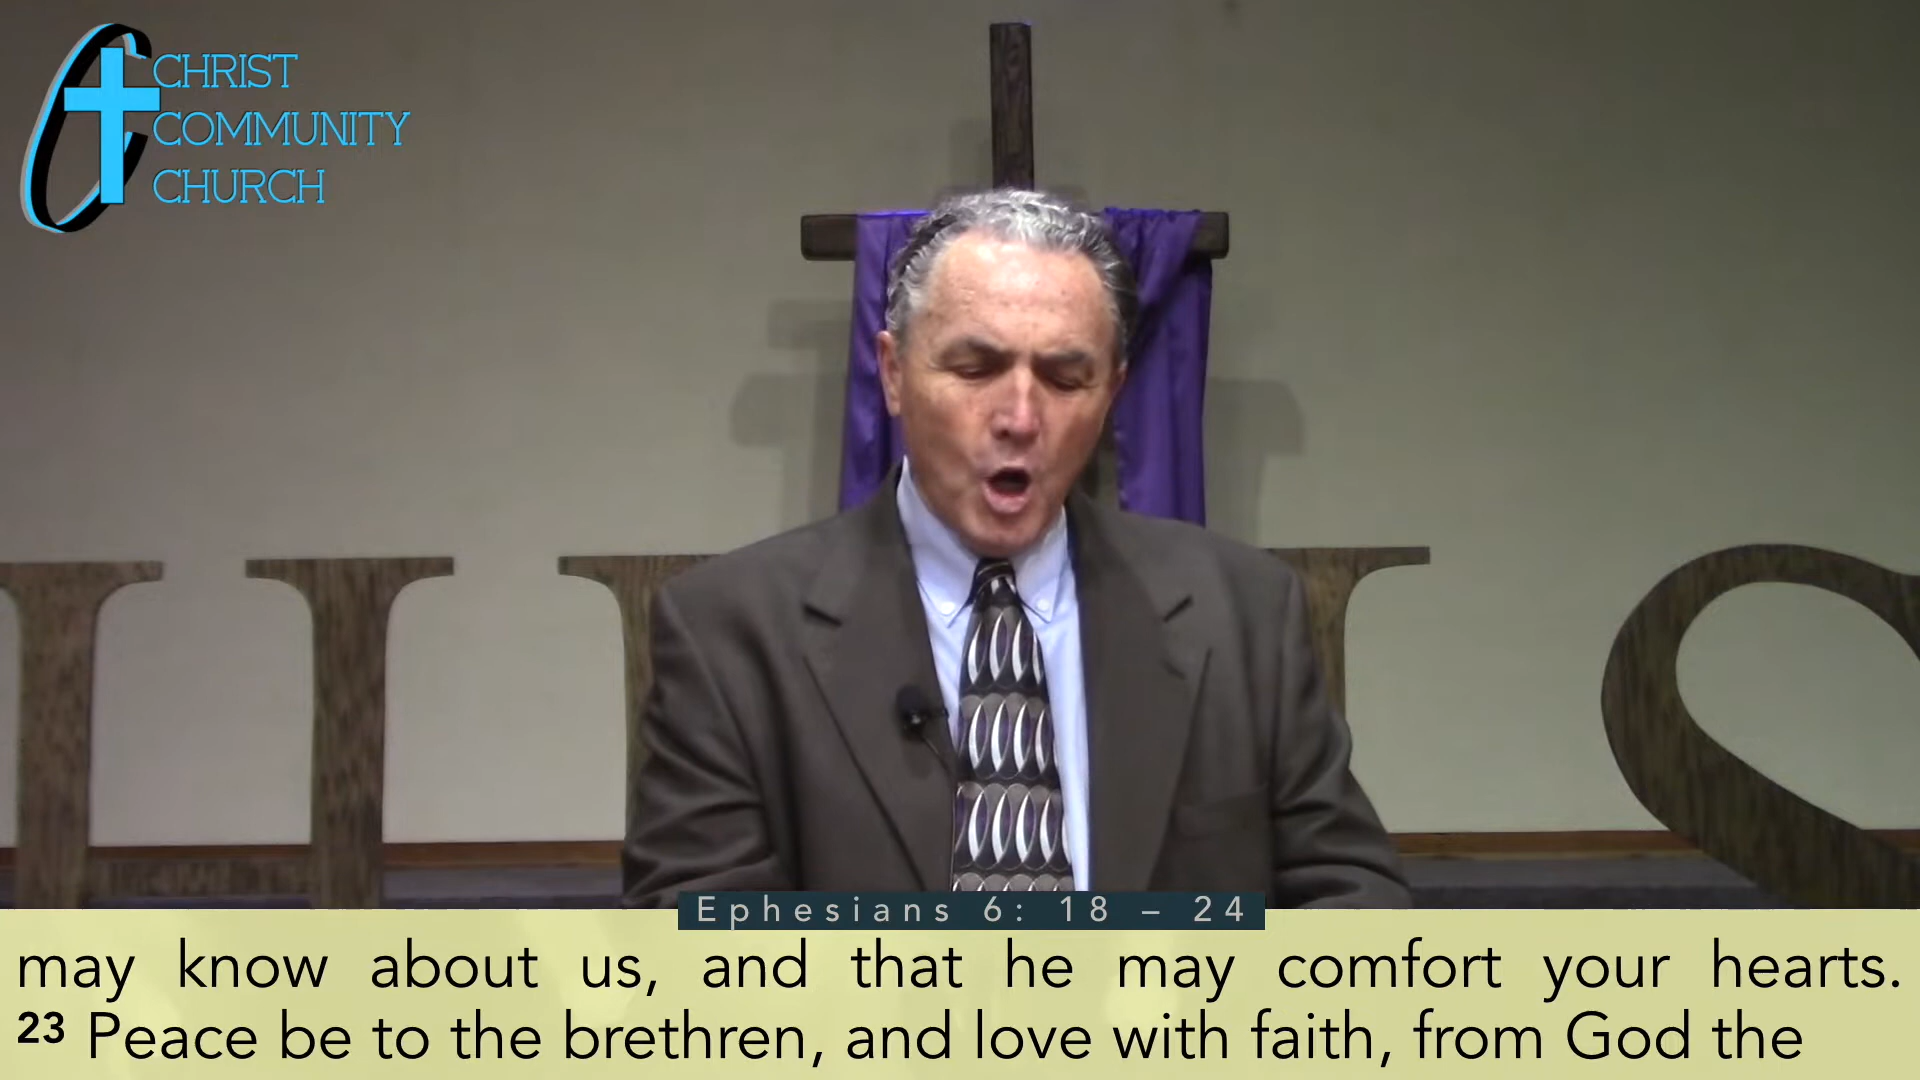 CHRIST
COMMUNITY
CHURCH
HIS
Ephesians 6: 18 – 24
may know about us, and that he may comfort your hearts.
23 Peace be to the brethren, and love with faith, from God the